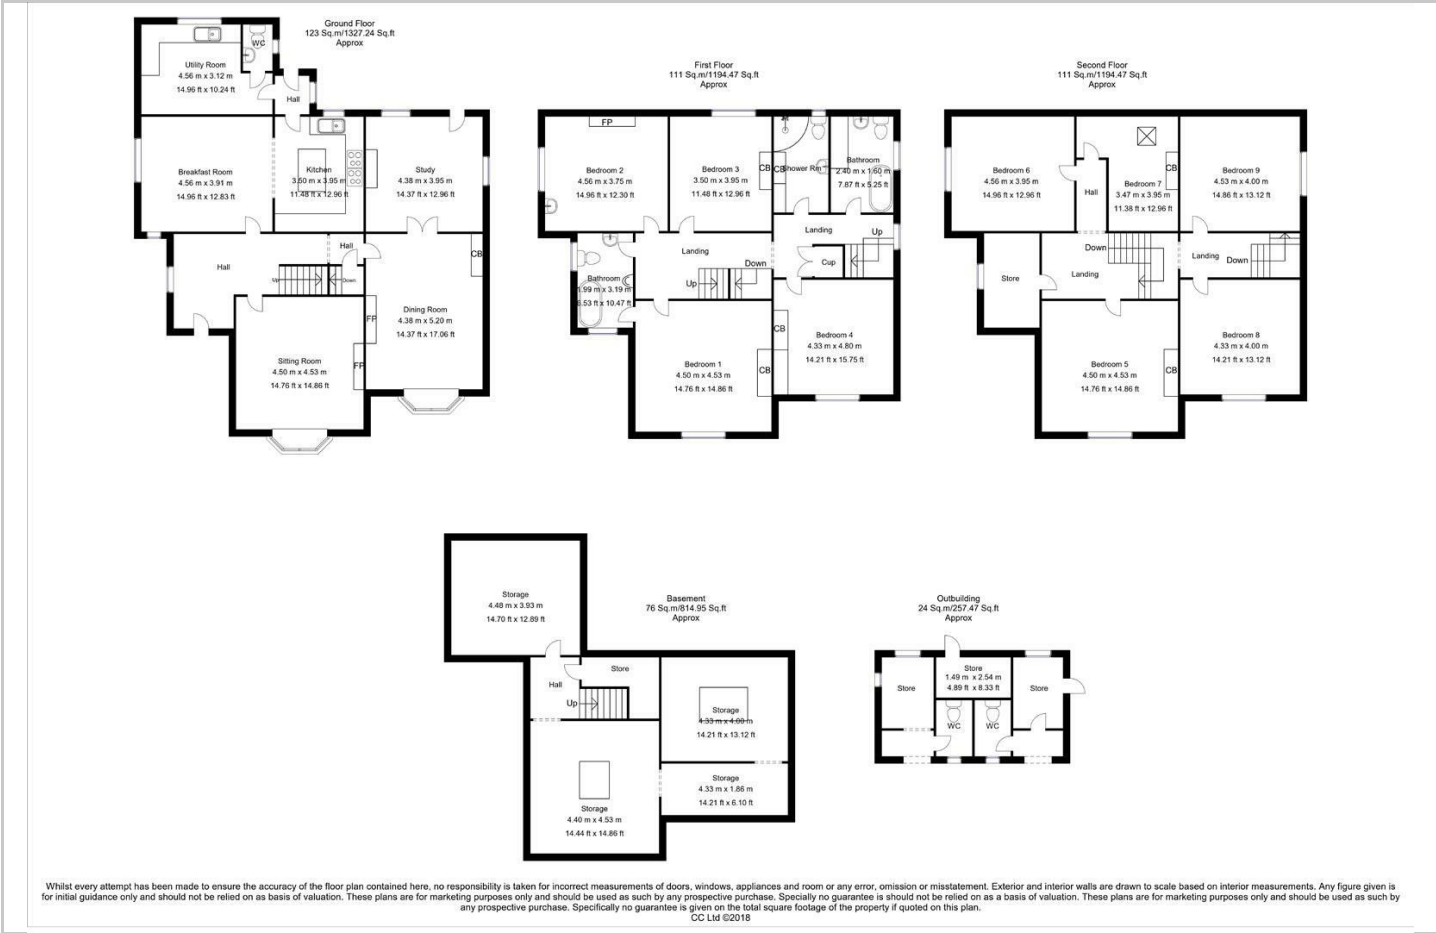 Ground Floor
123 Sq.m/1327.24 Sq.ft
Approx
WC
Utility Room
4.56 m x 3.12 m
14.96 ft x 10.24 ft
Hall
Breakfast Room
4.56 m x 3.91 m
14.96 ft x 12.83 ft
Kitchen
3.50 m x 3.95 m
11.48 ft x 12.96 ft
Study
4.38 m x 3.95 m
14.37 ft x 12.96 ft
Hall
Hall
CB
Up
Down
Dining Room
4.38 m x 5.20 m
14.37 ft x 17.06 ft
FP
FP
Sitting Room
4.50 m x 4.53 m
14.76 ft x 14.86 ft
First Floor
111 Sq.m/1194.47 Sq.ft
Approx
FP
Bedroom 2
4.56 m x 3.75 m
14.96 ft x 12.30 ft
Bedroom 3
3.50 m x 3.95 m
11.48 ft x 12.96 ft
CB
CB
Shower Rm
Bathroom
2.40 m x 1.60 m
7.87 ft x 5.25 ft
Landing
Up
Landing
Down
Cup
Up
Bathroom
1.99 m x 3.19 m
6.53 ft x 10.47 ft
CB
Bedroom 4
4.33 m x 4.80 m
14.21 ft x 15.75 ft
Bedroom 1
4.50 m x 4.53 m
14.76 ft x 14.86 ft
CB
Second Floor
111 Sq.m/1194.47 Sq.ft
Approx
Bedroom 6
4.56 m x 3.95 m
14.96 ft x 12.96 ft
Hall
Bedroom 7
3.47 m x 3.95 m
11.38 ft x 12.96 ft
CB
Bedroom 9
4.53 m x 4.00 m
14.86 ft x 13.12 ft
Down
Landing
Landing
Down
Store
Bedroom 8
4.33 m x 4.00 m
14.21 ft x 13.12 ft
Bedroom 5
4.50 m x 4.53 m
14.76 ft x 14.86 ft
CB
Basement
76 Sq.m/814.95 Sq.ft
Approx
Storage
4.48 m x 3.93 m
14.70 ft x 12.89 ft
Store
Hall
Up
Storage
4.33 m x 4.00 m
14.21 ft x 13.12 ft
Storage
4.33 m x 1.86 m
14.21 ft x 6.10 ft
Storage
4.40 m x 4.53 m
14.44 ft x 14.86 ft
Outbuilding
24 Sq.m/257.47 Sq.ft
Approx
Store
Store
1.49 m x 2.54 m
4.89 ft x 8.33 ft
Store
WC
WC
Whilst every attempt has been made to ensure the accuracy of the floor plan contained here, no responsibility is taken for incorrect measurements of doors, windows, appliances and room or any error, omission or misstatement. Exterior and interior walls are drawn to scale based on interior measurements. Any figure given is
for initial guidance only and should not be relied on as basis of valuation. These plans are for marketing purposes only and should be used as such by any prospective purchase. Specially no guarantee is should not be relied on as a basis of valuation. These plans are for marketing purposes only and should be used as such by
any prospective purchase. Specifically no guarantee is given on the total square footage of the property if quoted on this plan.
CC Ltd ©2018